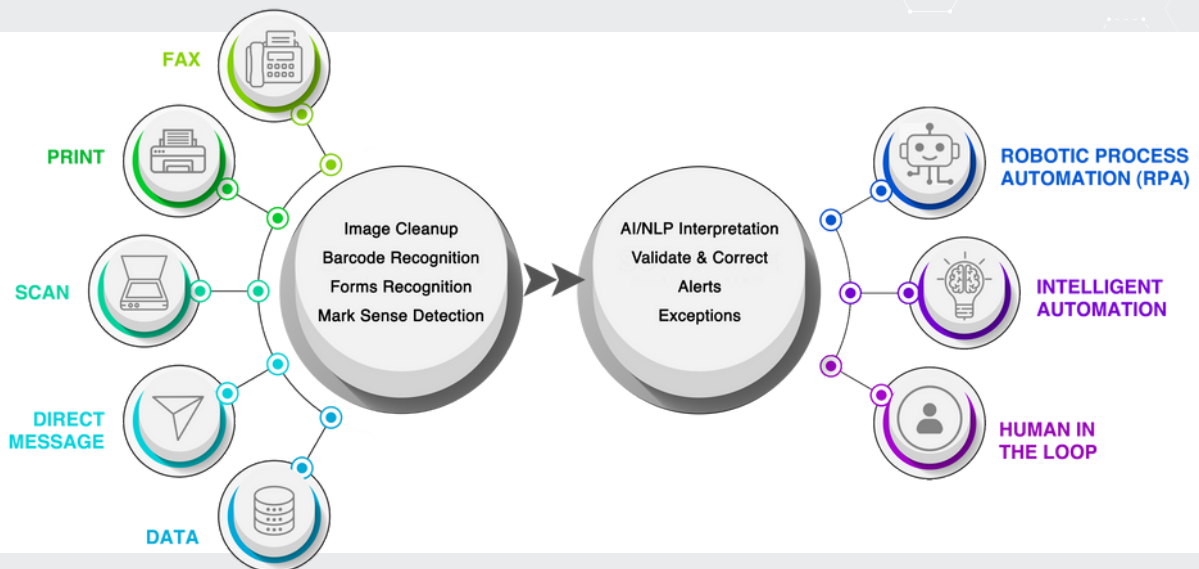 FAX
PRINT
SCAN
DIRECT
MESSAGE
DATA
Image Cleanup
Barcode Recognition
Forms Recognition
Mark Sense Detection
AI/NLP Interpretation
Validate & Correct
Alerts
Exceptions
ROBOTIC PROCESS
AUTOMATION (RPA)
INTELLIGENT
AUTOMATION
HUMAN IN
THE LOOP